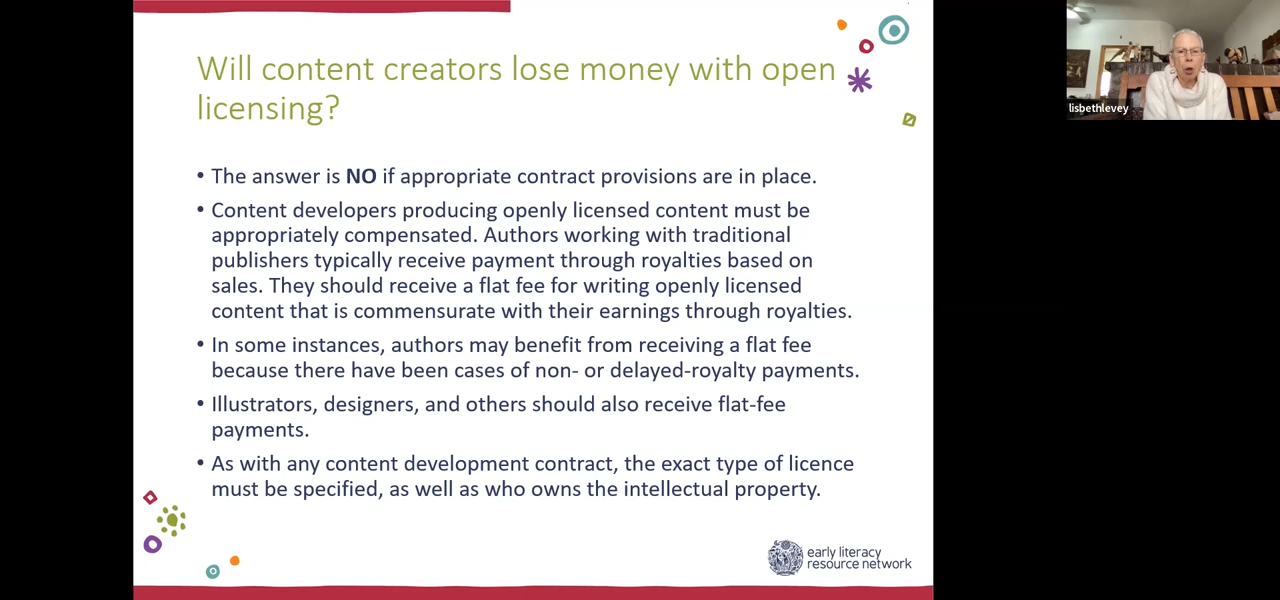 Will content creators lose money with open
licensing?
• The answer is NO if appropriate contract provisions are in place.
• Content developers producing openly licensed content must be
appropriately compensated. Authors working with traditional
publishers typically receive payment through royalties based on
sales. They should receive a flat fee for writing openly licensed
content that is commensurate with their earnings through royalties.
• In some instances, authors may benefit from receiving a flat fee
because there have been cases of non- or delayed-royalty payments.
• Illustrators, designers, and others should also receive flat-fee
payments.
• As with any content development contract, the exact type of licence
must be specified, as well as who owns the intellectual property.
early literacy
resource network
lisbethlevey